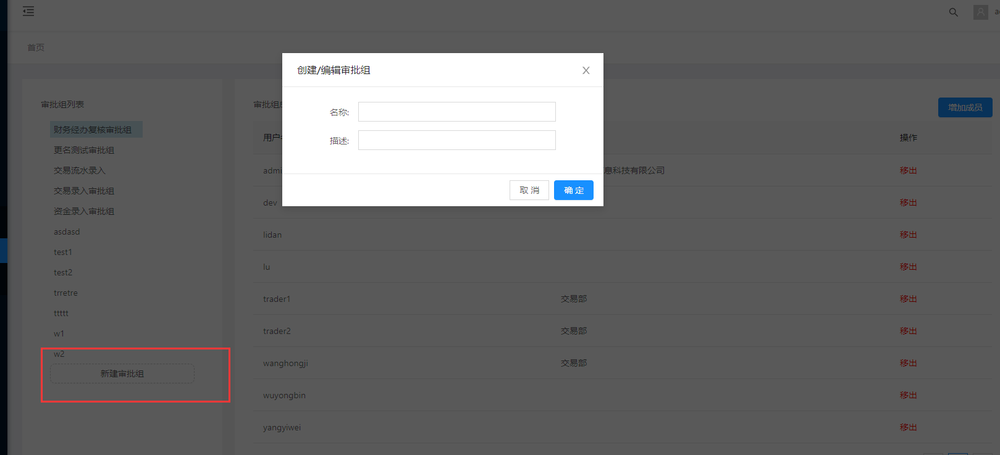 首页
创建/编辑审批组
名称:
描述:
取 消
确 定
审批组列表
财务经办复核审批组
更名测试审批组
交易流水录入
交易录入审批组
资金录入审批组
asdasd
test1
test2
trretre
ttttt
w1
w2
新建审批组
审批组
增加成员
用户
操作
admi
息科技有限公司
移出
dev
移出
lidan
移出
lu
移出
trader1
交易部
移出
trader2
交易部
移出
wanghongji
交易部
移出
wuyongbin
移出
yangyiwei
移出